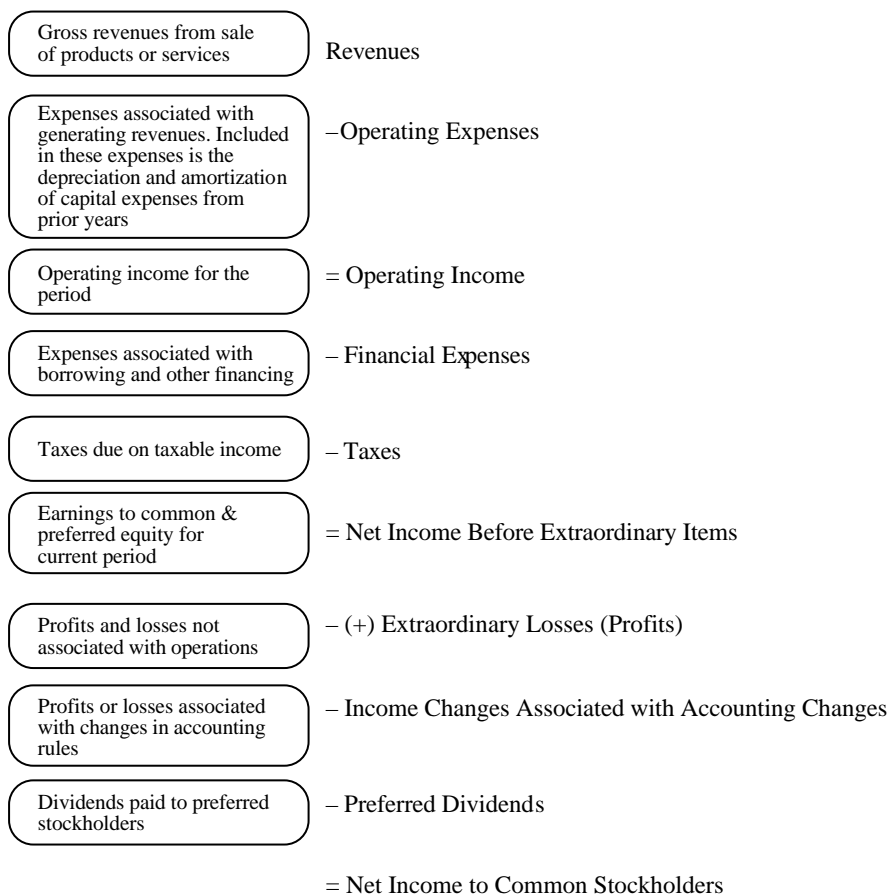 Gross revenues from sale
of products or services
Revenues
Expenses associated with
generating revenues. Included
in these expenses is the
depreciation and amortization
of capital expenses from
prior years
– Operating Expenses
Operating income for the
period
= Operating Income
Expenses associated with
borrowing and other financing
– Financial Expenses
Taxes due on taxable income
– Taxes
Earnings to common &
preferred equity for
current period
= Net Income Before Extraordinary Items
Profits and losses not
associated with operations
– (+) Extraordinary Losses (Profits)
Profits or losses associated
with changes in accounting
rules
– Income Changes Associated with Accounting Changes
Dividends paid to preferred
stockholders
– Preferred Dividends
= Net Income to Common Stockholders